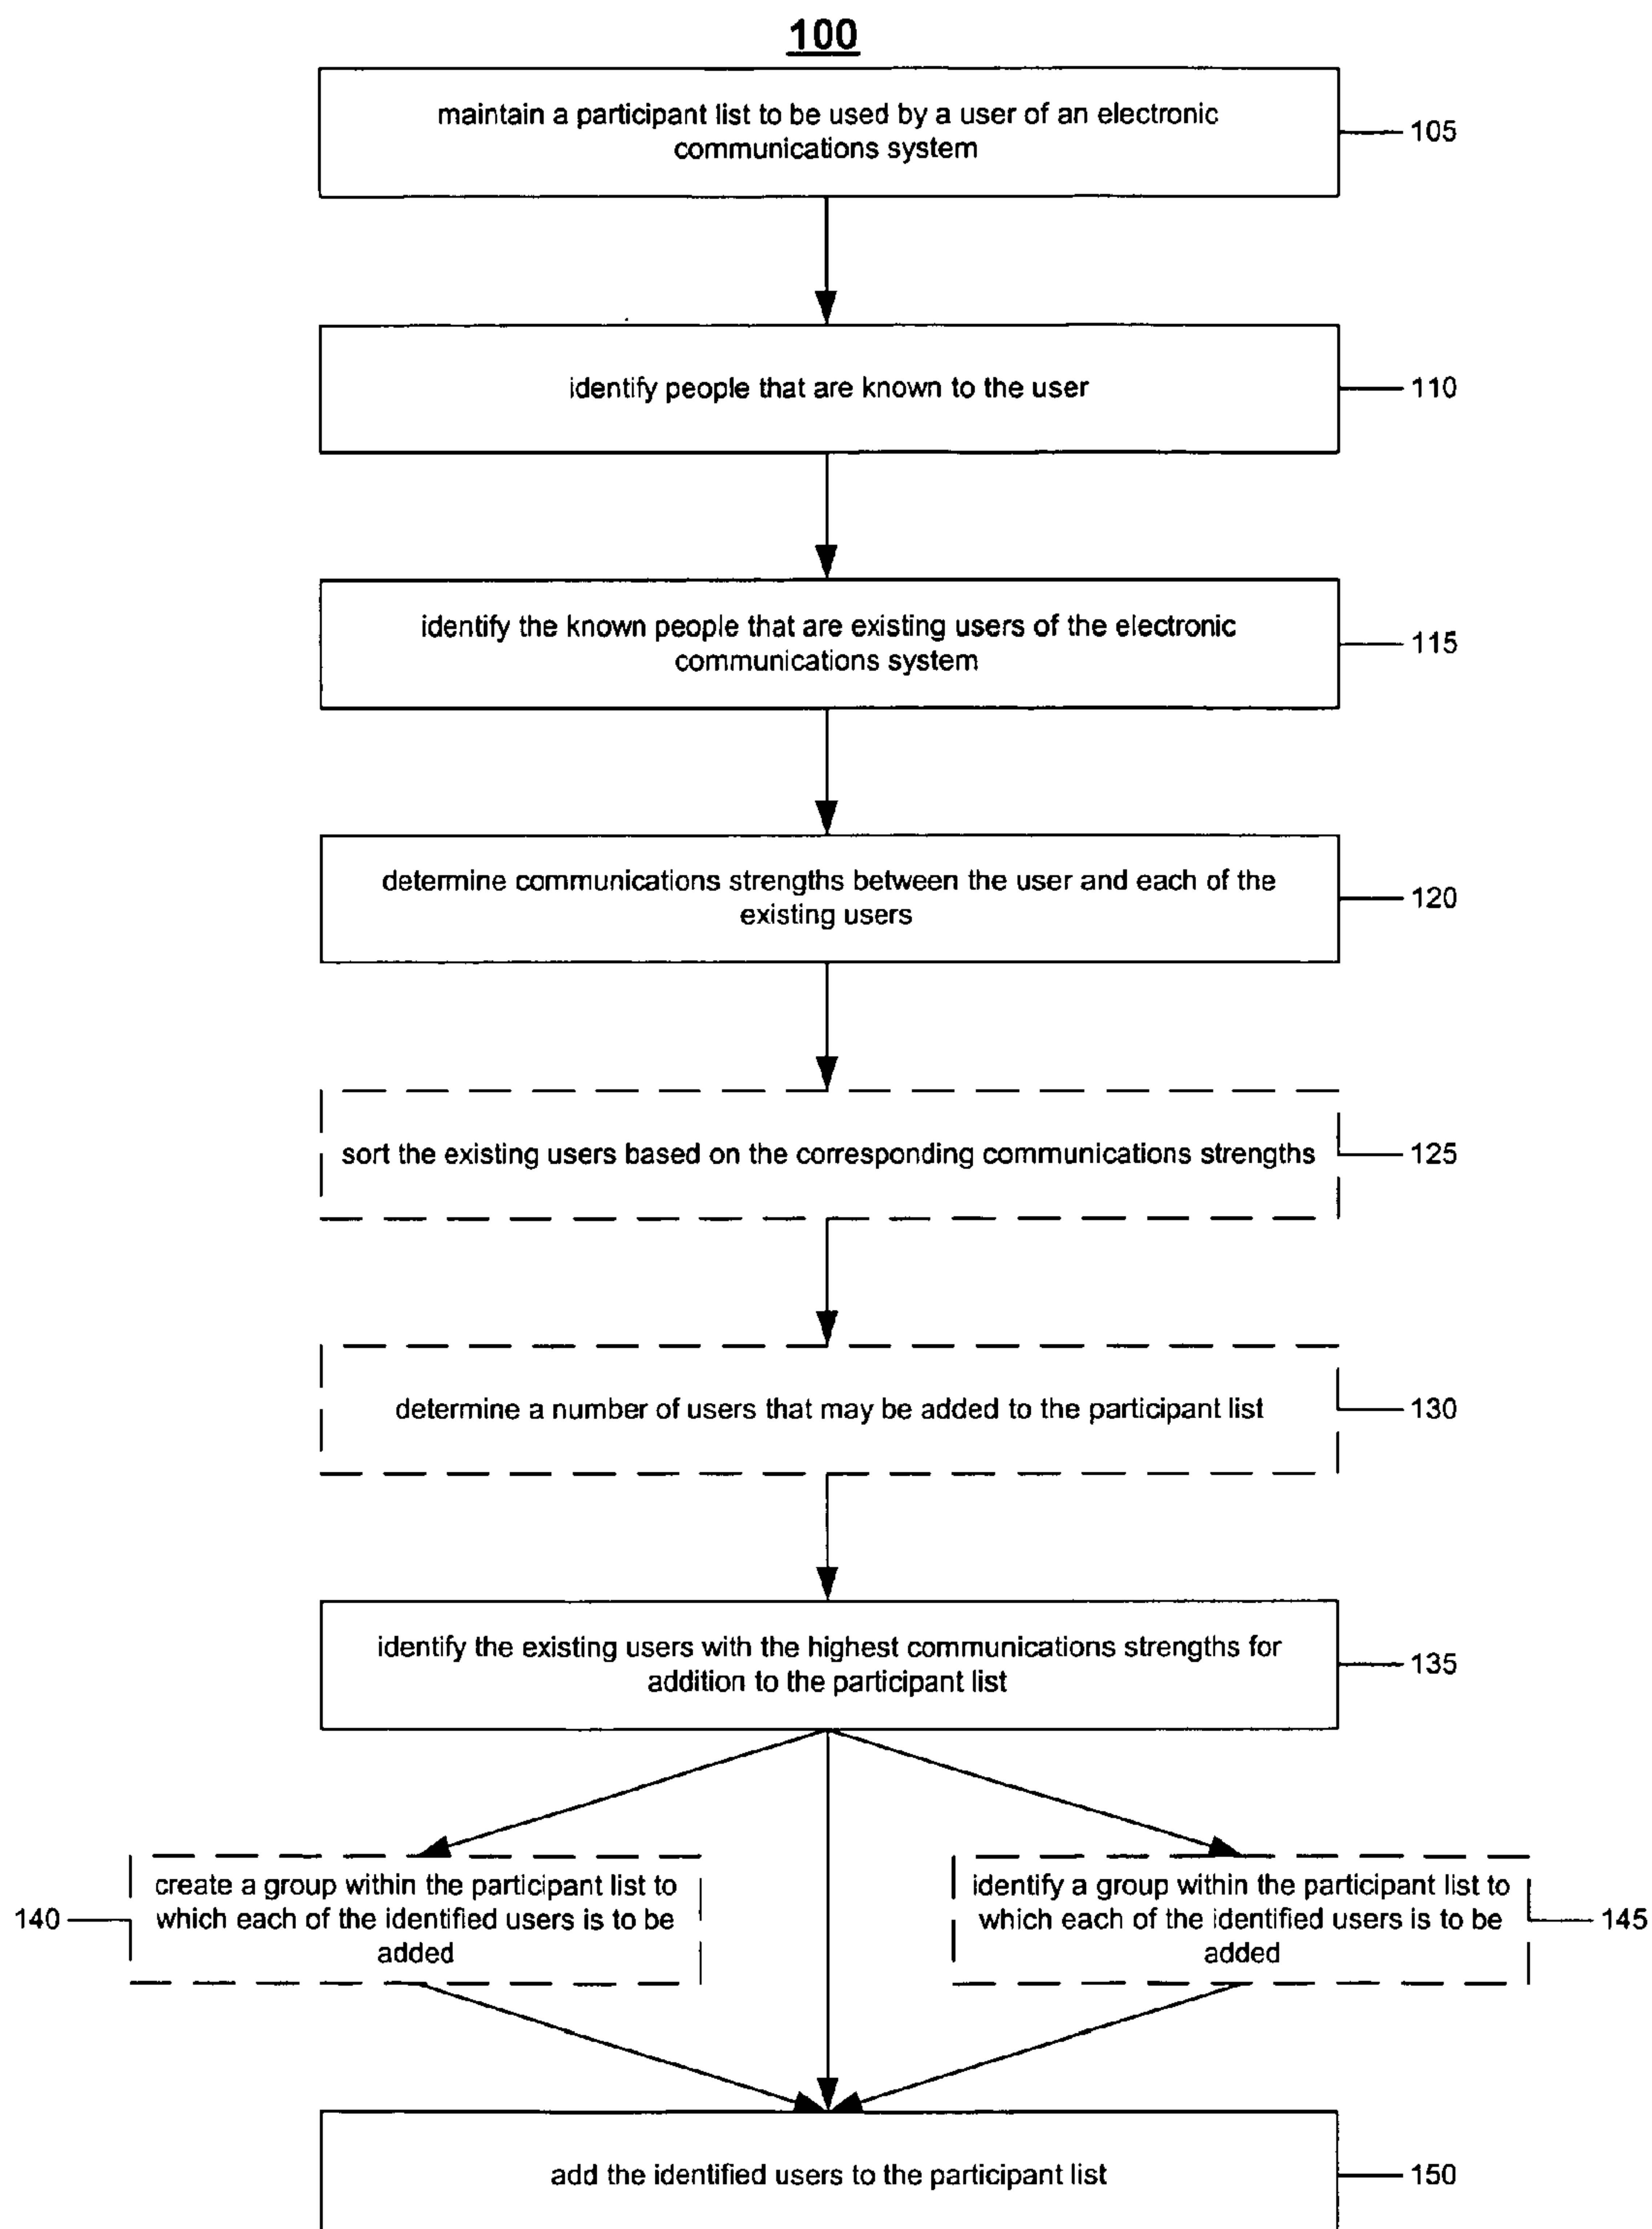 100
maintain a participant list to be used by a user of an electronic
communications system
105
identify people that are known to the user
110
identify the known people that are existing users of the electronic
communications system
115
determine communications strengths between the user and each of the
existing users
120
sort the existing users based on the corresponding communications strengths
125
determine a number of users that may be added to the participant list
130
identify the existing users with the highest communications strengths for
addition to the participant list
135
140
create a group within the participant list to
which each of the identified users is to be
added
identify a group within the participant list to
which each of the identified users is to be
added
145
add the identified users to the participant list
150